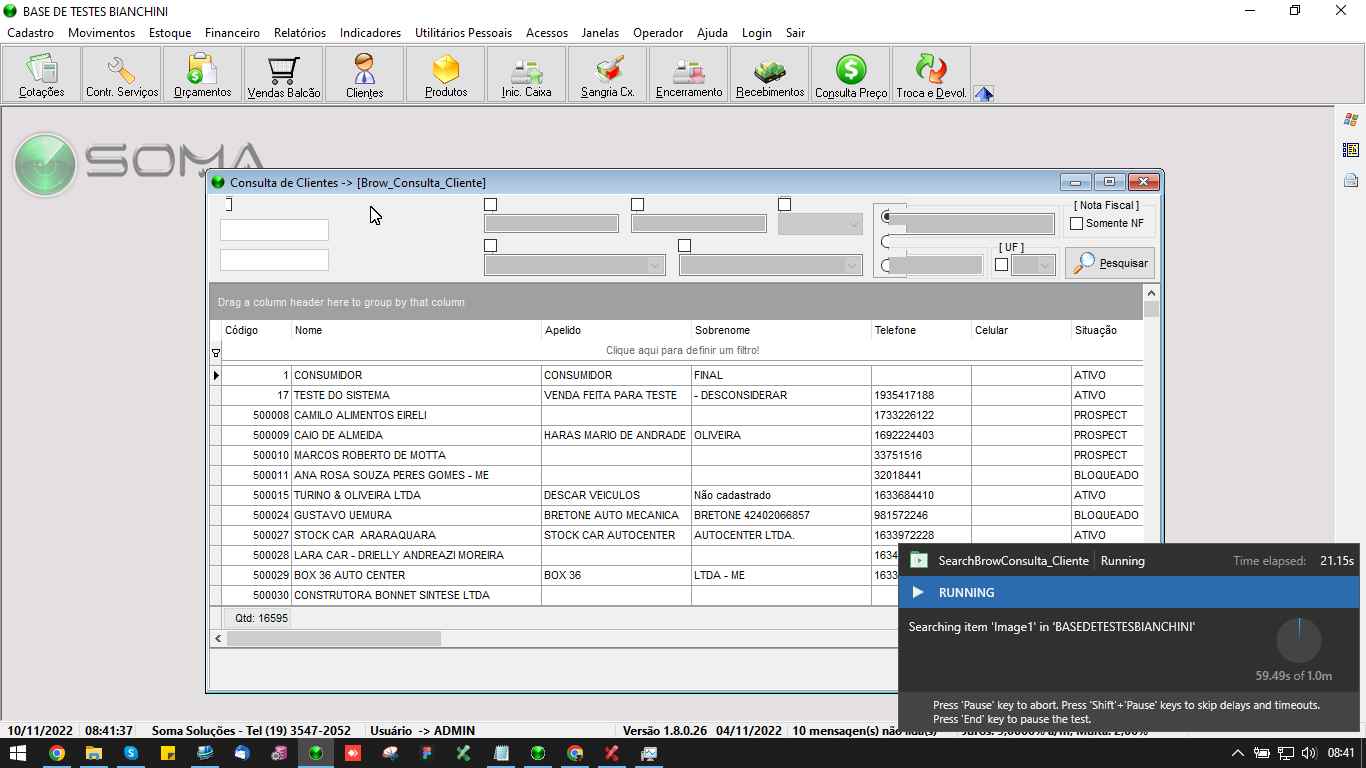 BASE DE TESTES BIANCHINI
Cadastro Movimentos Estoque Financeiro Relatórios Indicadores Utilitários Pessoais Acessos Janelas Operador Ajuda Login Sair
Cotações Contr. Serviços Orçamentos Vendas Balcão Clientes Produtos Inic. Caixa Sangria Cx. Encerramento Recebimentos Consulta Preço Troca e Devol.
SOMA
Consulta de Clientes -> [Brow_Consulta_Cliente]
[ Nota Fiscal ]
Somente NF
[ UF ]
Pesquisar
Drag a column header here to group by that column
Código Nome Apelido Sobrenome Telefone Celular Situação
Clique aqui para definir um filtro!
1 CONSUMIDOR CONSUMIDOR FINAL ATIVO
17 TESTE DO SISTEMA VENDA FEITA PARA TESTE - DESCONSIDERAR 1935417188 ATIVO
500008 CAMILO ALIMENTOS EIRELI 1733226122 PROSPECT
500009 CAIO DE ALMEIDA HARAS MARIO DE ANDRADE OLIVEIRA 1692224403 PROSPECT
500010 MARCOS ROBERTO DE MOTTA 33751516 PROSPECT
500011 ANA ROSA SOUZA PERES GOMES - ME 32018441 BLOQUEADO
500015 TURINO & OLIVEIRA LTDA DESCAR VEICULOS Não cadastrado 1633684410 ATIVO
500024 GUSTAVO UEMURA BRETONE AUTO MECANICA BRETONE 42402066857 981572246 BLOQUEADO
500027 STOCK CAR ARARAQUARA STOCK CAR AUTOCENTER AUTOCENTER LTDA. 1633972228 ATIVO
500028 LARA CAR - DRIELLY ANDREAZI MOREIRA 1634
500029 BOX 36 AUTO CENTER BOX 36 LTDA - ME 1633
500030 CONSTRUTORA BONNET SINTESE LTDA
Qtd: 16595
SearchBrowConsulta_Cliente Running Time elapsed: 21.15s
RUNNING
Searching item 'Image1' in 'BASEDETESTESBIANCHINI'
59.49s of 1.0m
Press 'Pause' key to abort. Press 'Shift'+'Pause' keys to skip delays and timeouts.
Press 'End' key to pause the test.
10/11/2022 08:41:37 Soma Soluções - Tel (19) 3547-2052 Usuário -> ADMIN Versão 1.8.0.26 04/11/2022 10 mensagen(s) não lida(s)
08:41